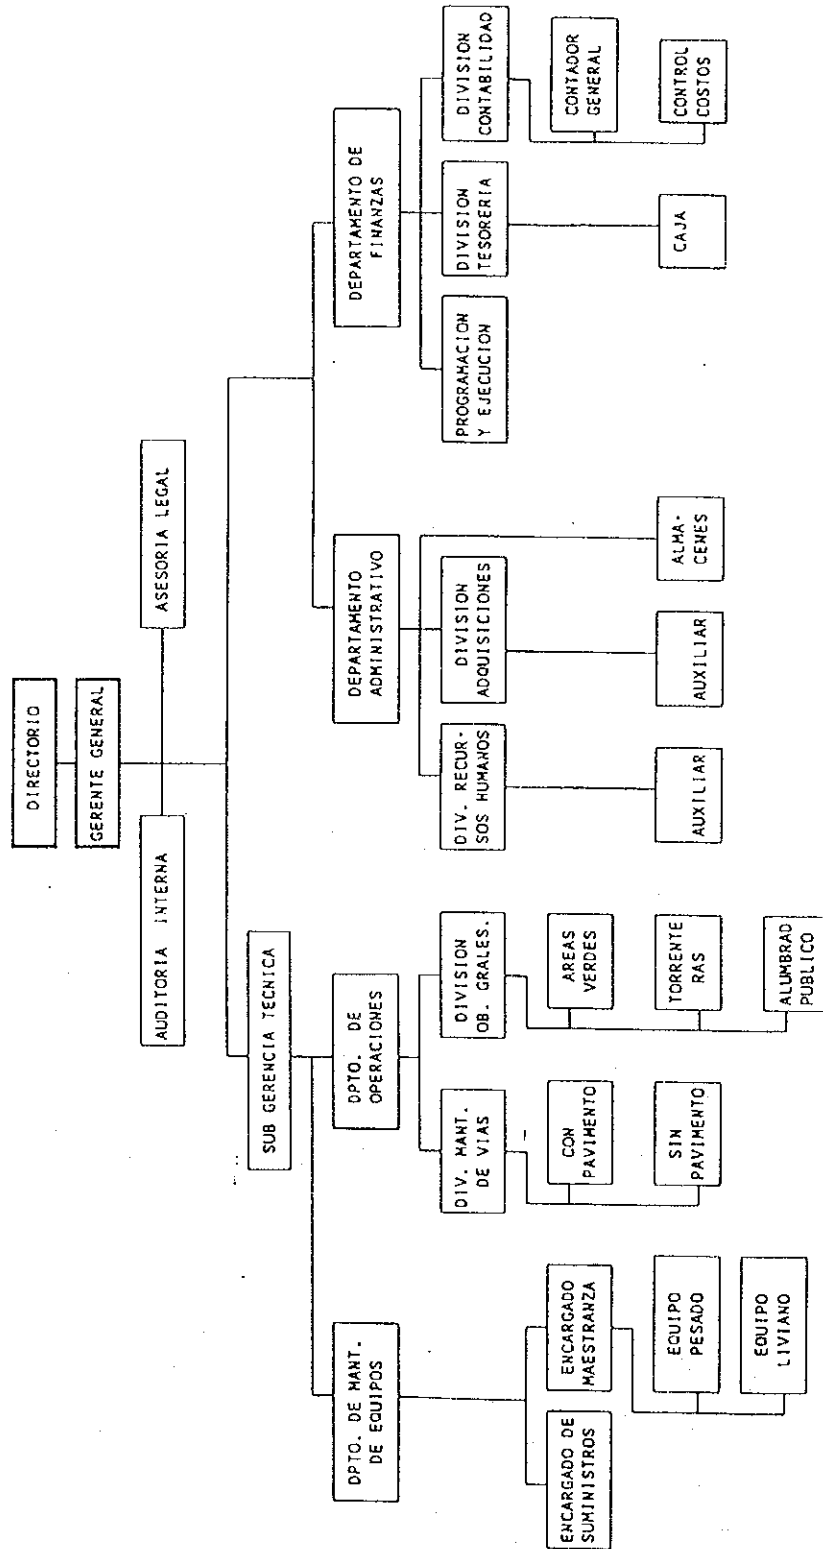 DIRECTORIO
GERENTE GENERAL
AUDITORIA INTERNA
ASESORIA LEGAL
SUB GERENCIA TECNICA
DPTO. DE MANT.
DE EQUIPOS
DPTO. DE
OPERACIONES
DEPARTAMENTO
ADMINISTRATIVO
DEPARTAMENTO DE
FINANZAS
DIV. MANT.
DE VIAS
DIVISION
OB. GRALES.
DIV. RECUR-
SOS HUMANOS
DIVISION
ADQUISICIONES
PROGRAMACION
Y EJECUCION
DIVISION
TESORERIA
DIVISION
CONTABILIDAD
ENCARGADO DE
SUMINISTROS
ENCARGADO
MAESTRANZA
CON
PAVIMENTO
AREAS
VERDES
CONTADOR
GENERAL
EQUIPO
PESADO
SIN
PAVIMENTO
TORRENTE
RAS
AUXILIAR
AUXILIAR
ALMA-
CENES
CAJA
CONTROL
COSTOS
EQUIPO
LIVIANO
ALUMBRAD
PUBLICO